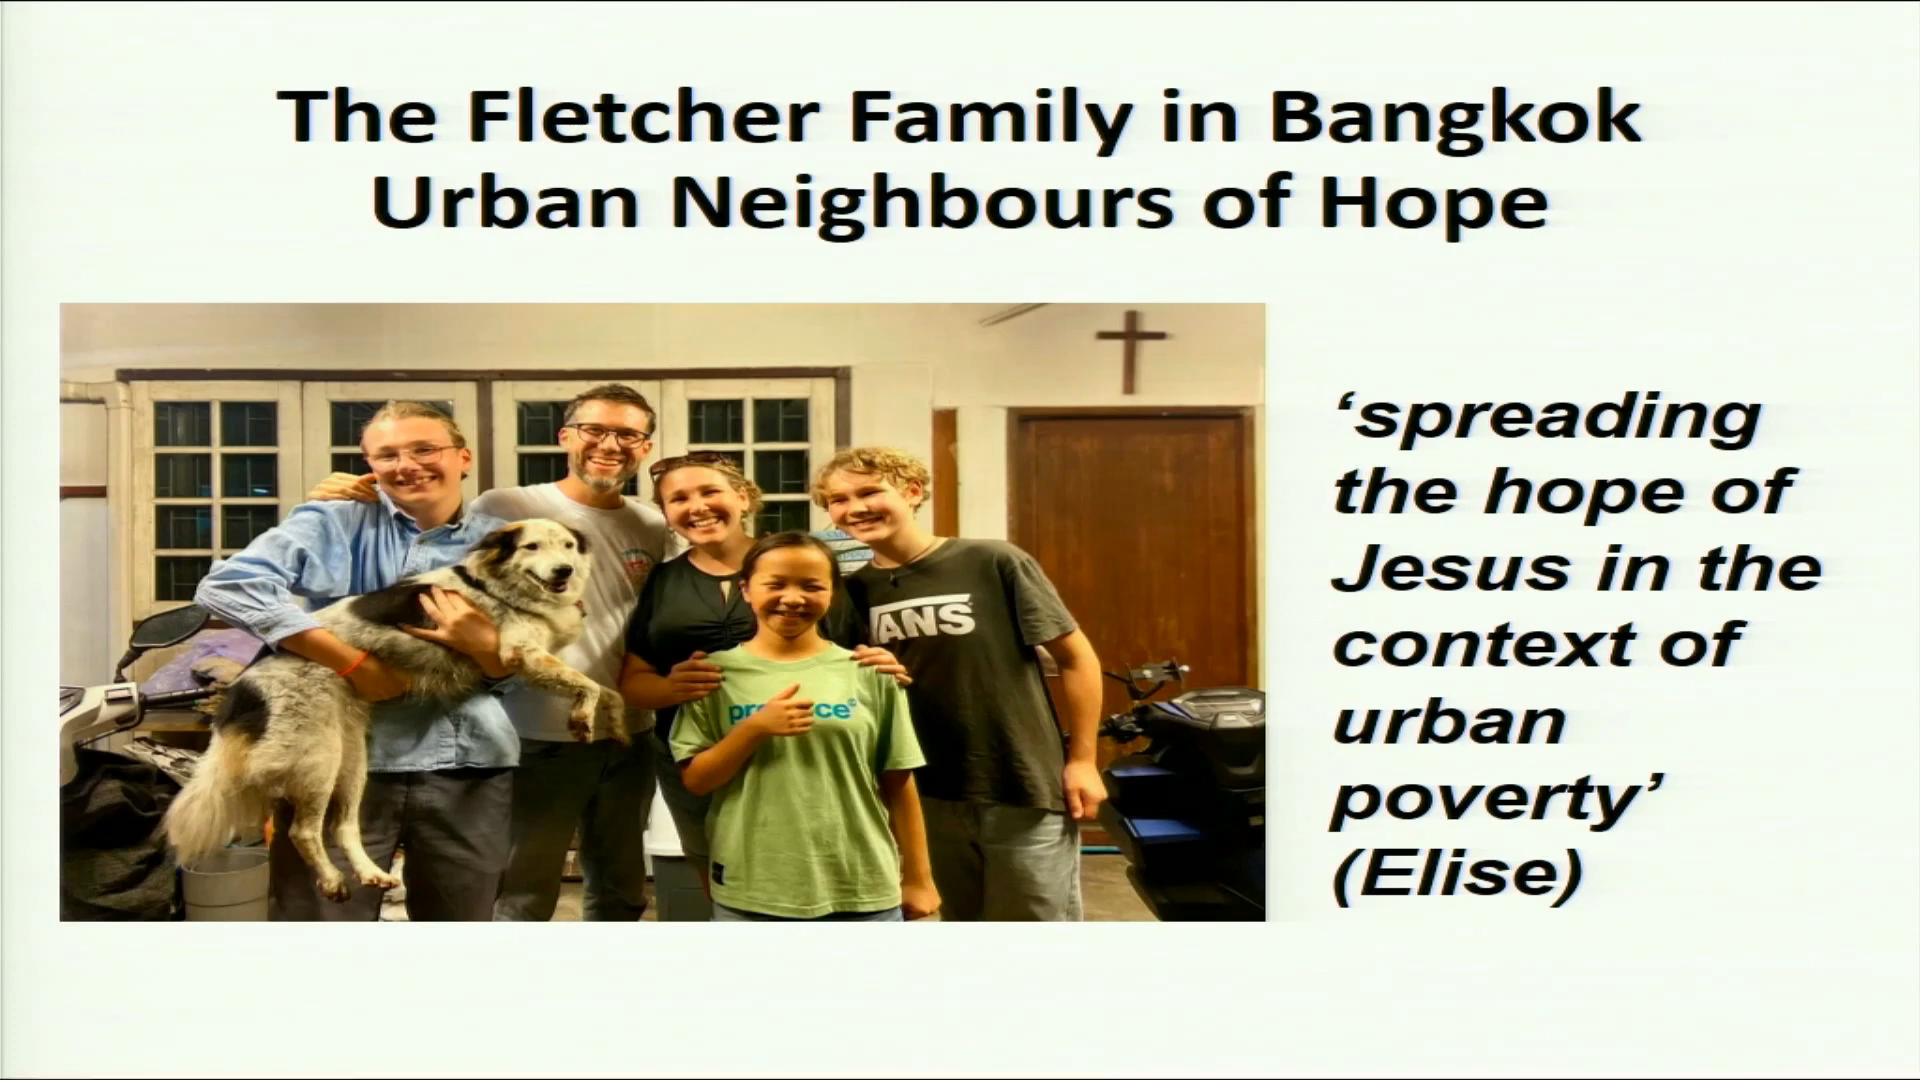 The Fletcher Family in Bangkok
Urban Neighbours of Hope
‘spreading
the hope of
Jesus in the
context of
urban
poverty’
(Elise)
VANS